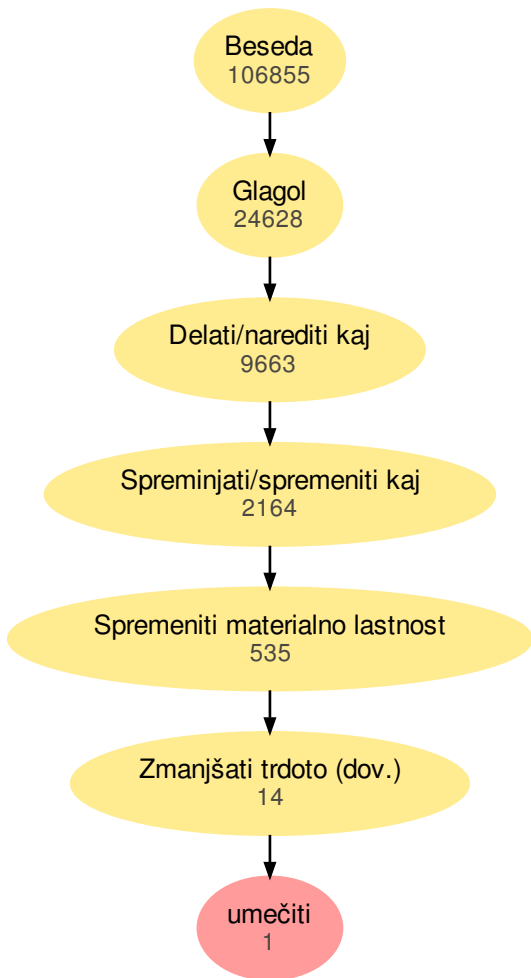 Beseda
106855
Glagol
24628
Delati/narediti kaj
9663
Spreminjati/spremeniti kaj
2164
Spremeniti materialno lastnost
535
Zmanjšati trdoto (dov.)
14
umečiti
1